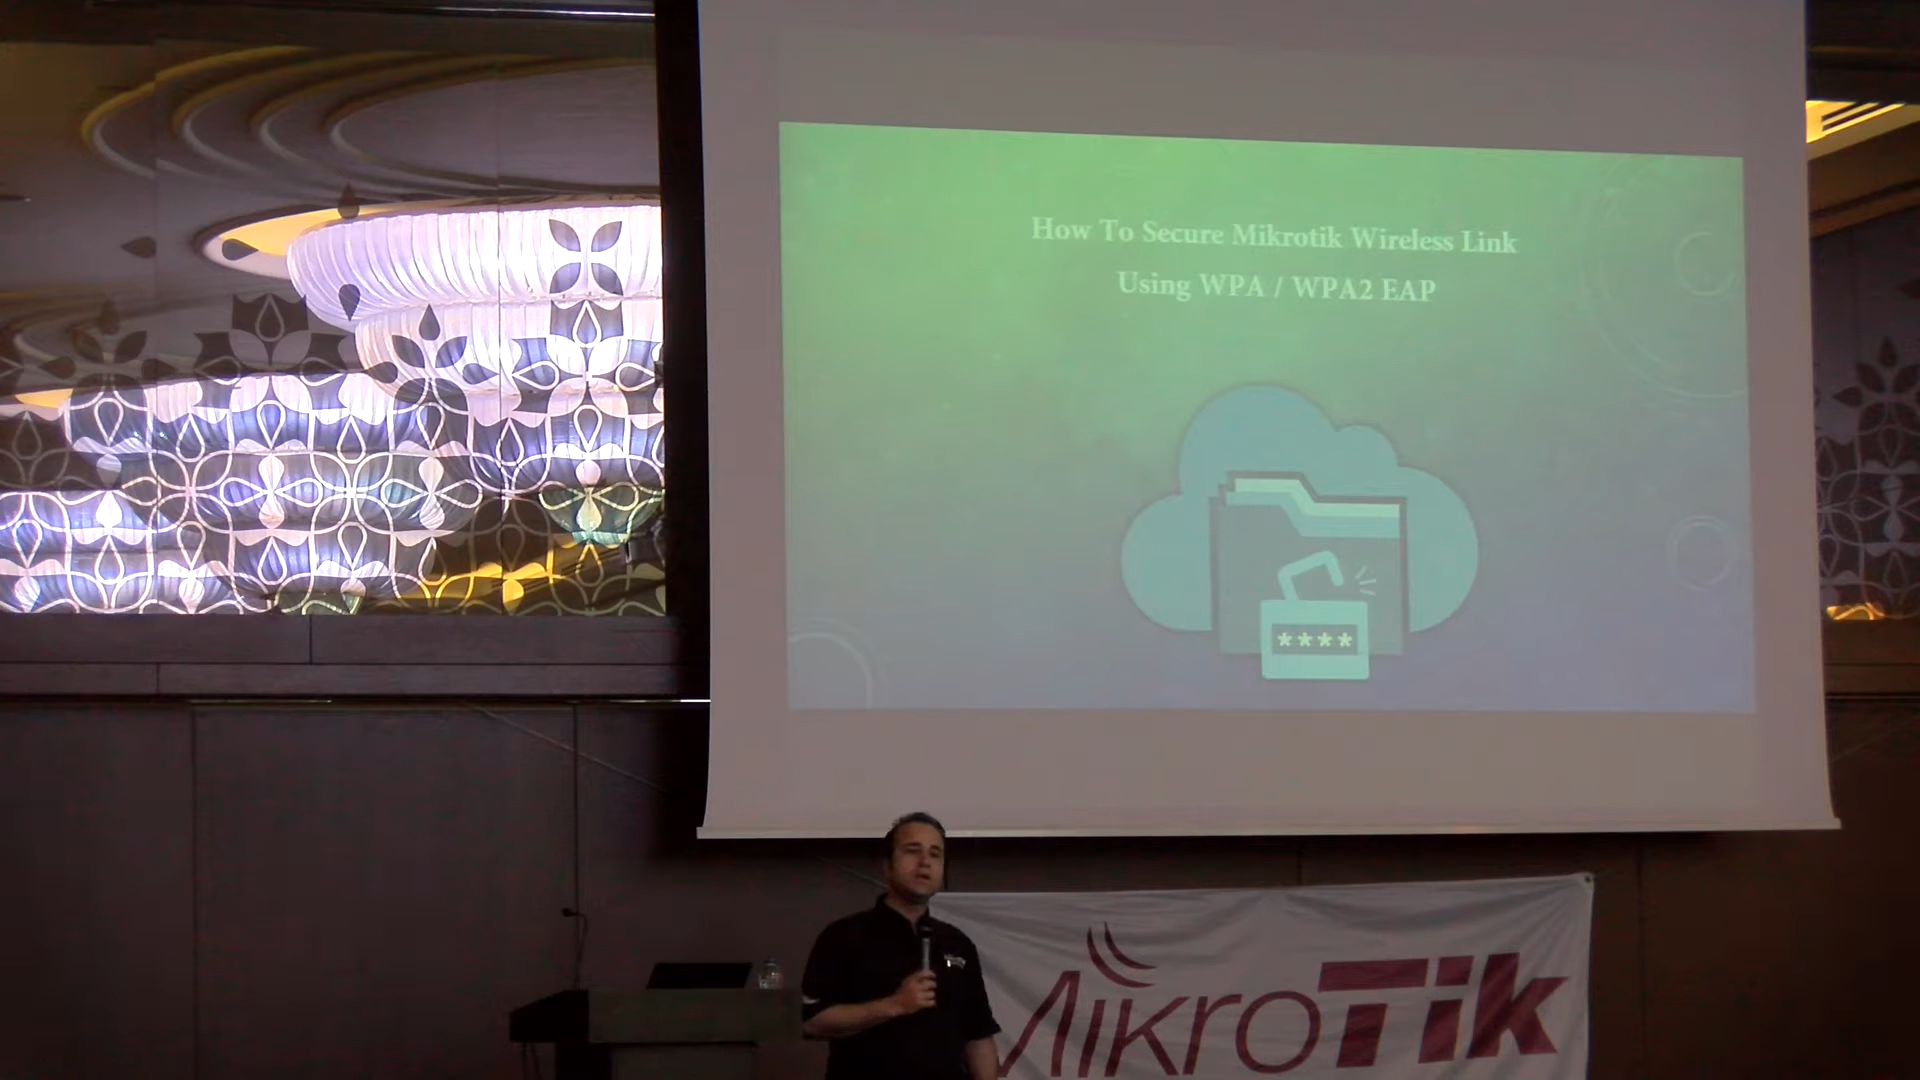 How To Secure Mikrotik Wireless Link
Using WPA / WPA2 EAP
****
MikroTik